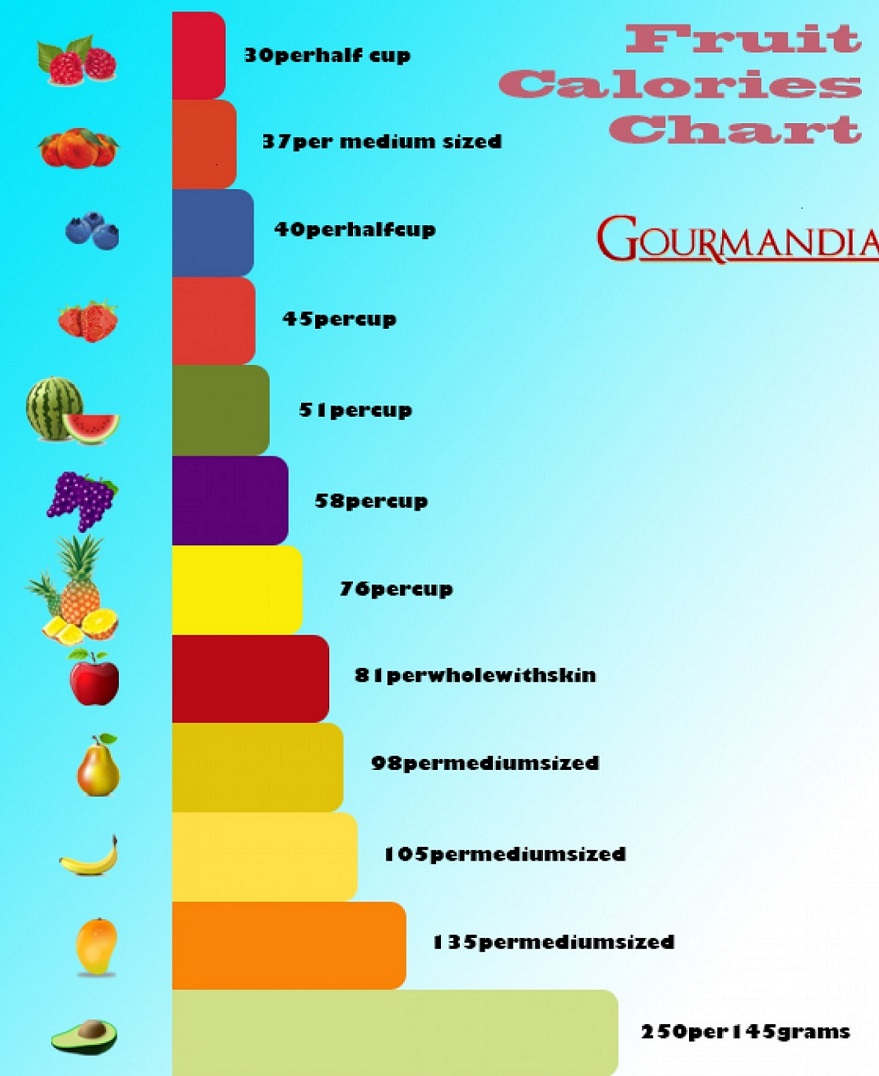 Fruit
Calories
Chart
GOURMANDIA
30perhalf cup
37per medium sized
40perhalfcup
45percup
51percup
58percup
76percup
81perwholewithskin
98permediumsized
105permediumsized
135permediumsized
250per145grams